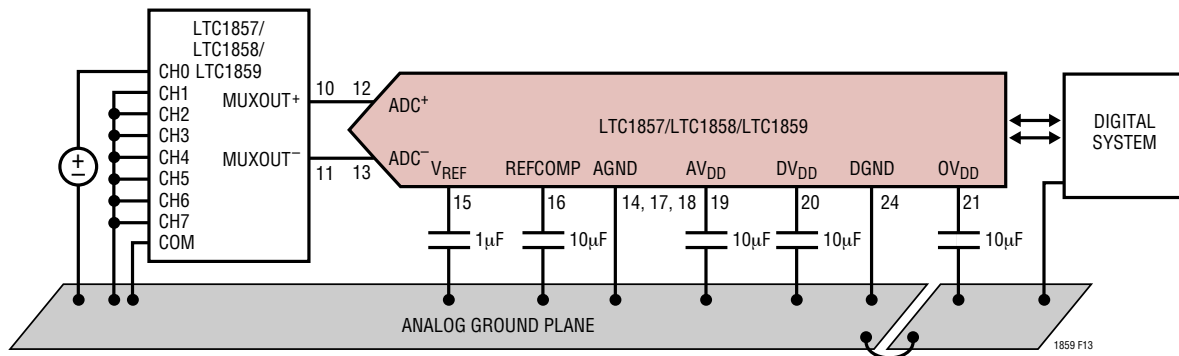 LTC1857/
LTC1858/
LTC1859
CH0
CH1
CH2
CH3
CH4
CH5
CH6
CH7
COM
MUXOUT+
MUXOUT–
10
12
11
13
ADC+
ADC–
LTC1857/LTC1858/LTC1859
VREF
REFCOMP
AGND
AVDD
DVDD
DGND
OVDD
15
16
14, 17, 18
19
20
24
21
1µF
10µF
10µF
10µF
10µF
DIGITAL
SYSTEM
+
–
ANALOG GROUND PLANE
1859 F13